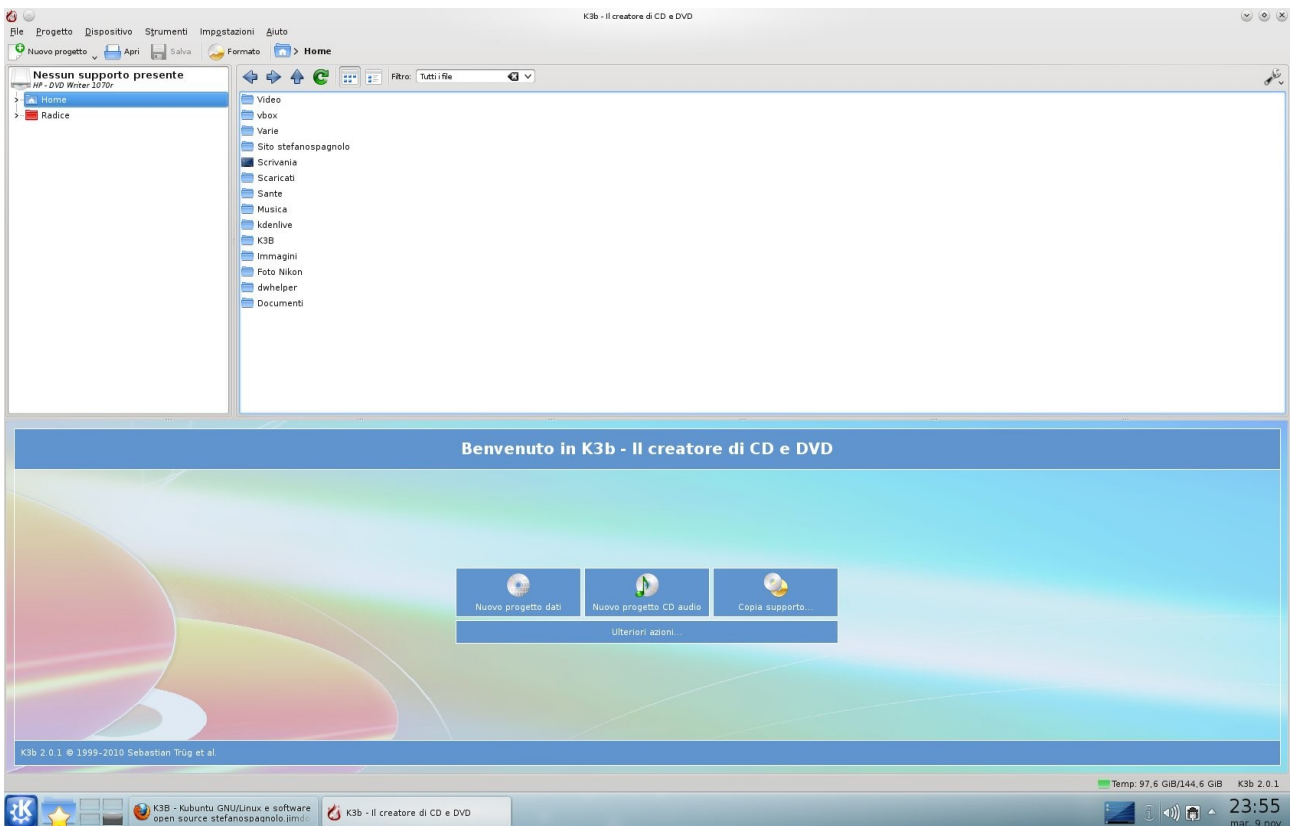 K3b - Il creatore di CD e DVD
File Progetto Dispositivo Strumenti Impostazioni Aiuto
Nuovo progetto Apri Salva Formato > Home
Nessun supporto presente
HP - DVD Writer 1070r
Home
Radice
Filtro: Tutti i file
Video
vbox
Varie
Sito stefanospagnolo
Scrivania
Scaricati
Sante
Musica
kdenlive
K3B
Immagini
Foto Nikon
dwhelper
Documenti
Benvenuto in K3b - Il creatore di CD e DVD
Nuovo progetto dati
Nuovo progetto CD audio
Copia supporto...
Ulteriori azioni...
K3b 2.0.1 © 1999-2010 Sebastian Trüg et al.
Temp: 97,6 GiB/144,6 GiB K3b 2.0.1
K3B - Kubuntu GNU/Linux e software
open source stefanospagnolo.jimd
K3b - Il creatore di CD e DVD
23:55
mar. 9 nov